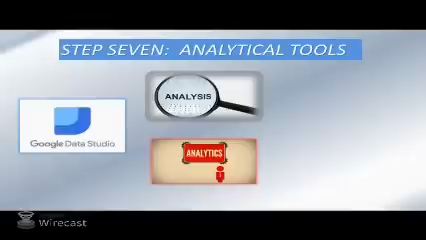 STEP SEVEN: ANALYTICAL TOOLS
ANALYSIS
Google Data Studio
ANALYTICS
Wirecast